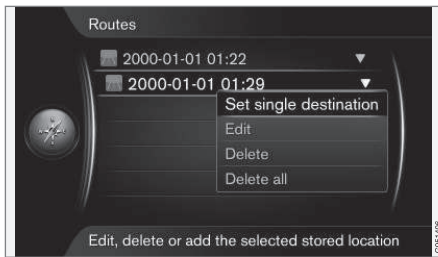 Routes
2000-01-01 01:22
2000-01-01 01:29
Set single destination
Edit
Delete
Delete all
Edit, delete or add the selected stored location